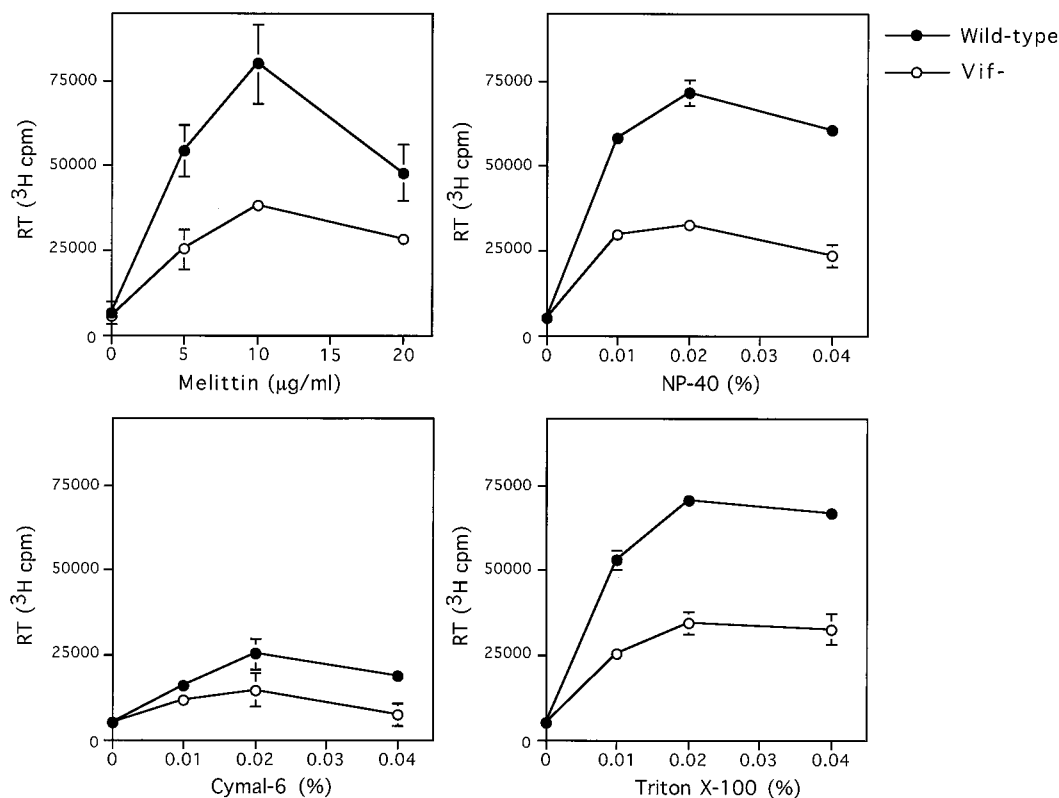 Wild-type
Vif-
RT (³H cpm)
75000
50000
25000
0
0 5 10 15 20
Melittin (µg/ml)
RT (³H cpm)
75000
50000
25000
0
0 0.01 0.02 0.03 0.04
NP-40 (%)
RT (³H cpm)
75000
50000
25000
0
0 0.01 0.02 0.03 0.04
Cymal-6 (%)
RT (³H cpm)
75000
50000
25000
0
0 0.01 0.02 0.03 0.04
Triton X-100 (%)